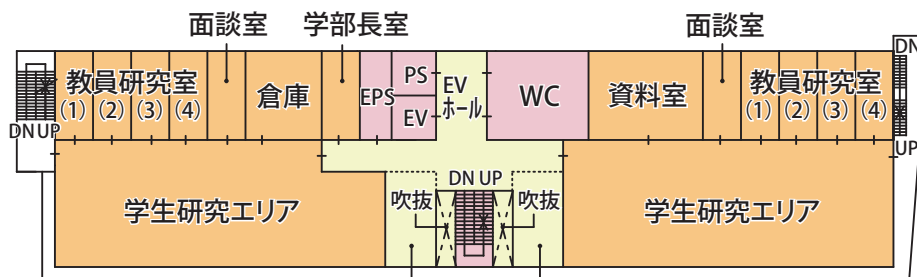 面談室
学部長室
面談室
DN
教員研究室
(1)
(2)
(3)
(4)
倉庫
EPS
PS
EV
EV
ホール
WC
資料室
教員研究室
(1)
(2)
(3)
(4)
DN UP
UP
学生研究エリア
吹抜
DN UP
吹抜
学生研究エリア